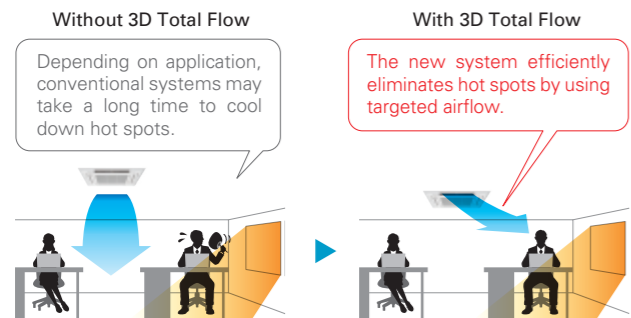 Without 3D Total Flow
Depending on application,
conventional systems may
take a long time to cool
down hot spots.
With 3D Total Flow
The new system efficiently
eliminates hot spots by using
targeted airflow.